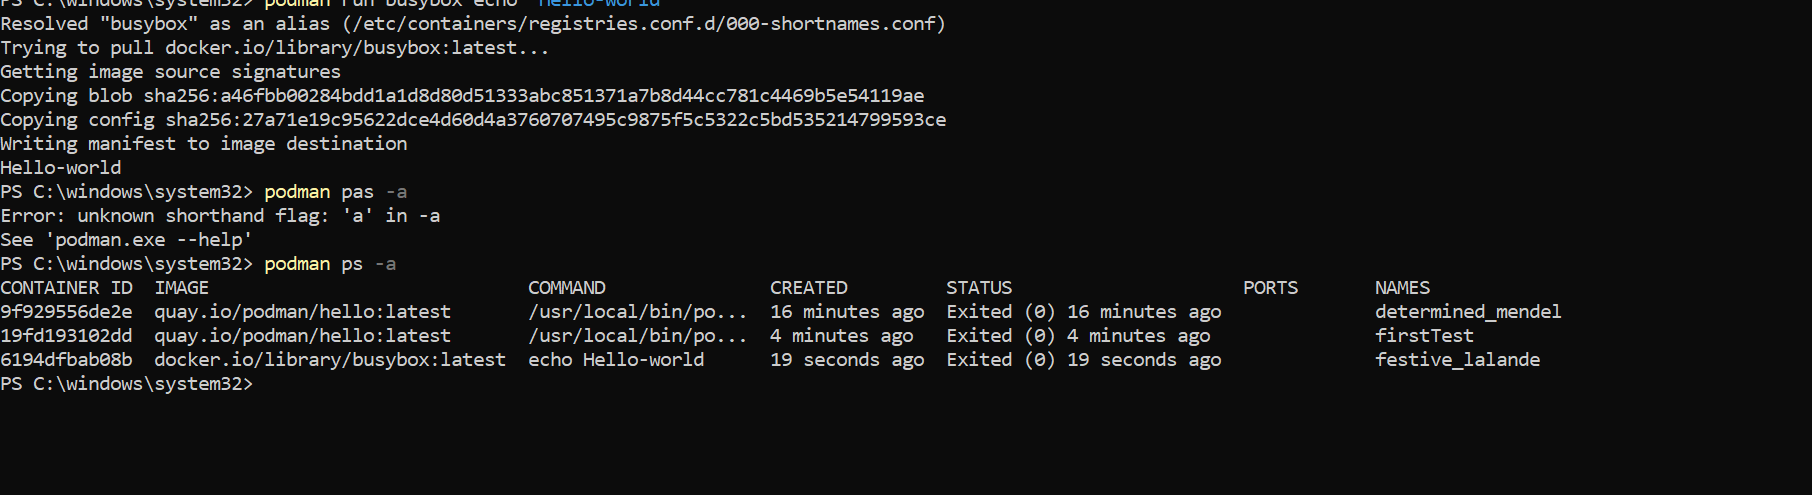 PS C:\windows\system32> podman run busybox echo "Hello-world"
Resolved "busybox" as an alias (/etc/containers/registries.conf.d/000-shortnames.conf)
Trying to pull docker.io/library/busybox:latest...
Getting image source signatures
Copying blob sha256:a46fbb00284bdd1a1d8d80d51333abc851371a7b8d44cc781c4469b5e54119ae
Copying config sha256:27a71e19c95622dce4d60d4a3760707495c9875f5c5322c5bd535214799593ce
Writing manifest to image destination
Hello-world
PS C:\windows\system32> podman pas -a
Error: unknown shorthand flag: 'a' in -a
See 'podman.exe --help'
PS C:\windows\system32> podman ps -a
CONTAINER ID  IMAGE                             COMMAND               CREATED         STATUS                     PORTS       NAMES
9f929556de2e  quay.io/podman/hello:latest       /usr/local/bin/po...  16 minutes ago  Exited (0) 16 minutes ago              determined_mendel
19fd193102dd  quay.io/podman/hello:latest       /usr/local/bin/po...  4 minutes ago   Exited (0) 4 minutes ago               firstTest
6194dfbab08b  docker.io/library/busybox:latest  echo Hello-world      19 seconds ago  Exited (0) 19 seconds ago              festive_lalande
PS C:\windows\system32>